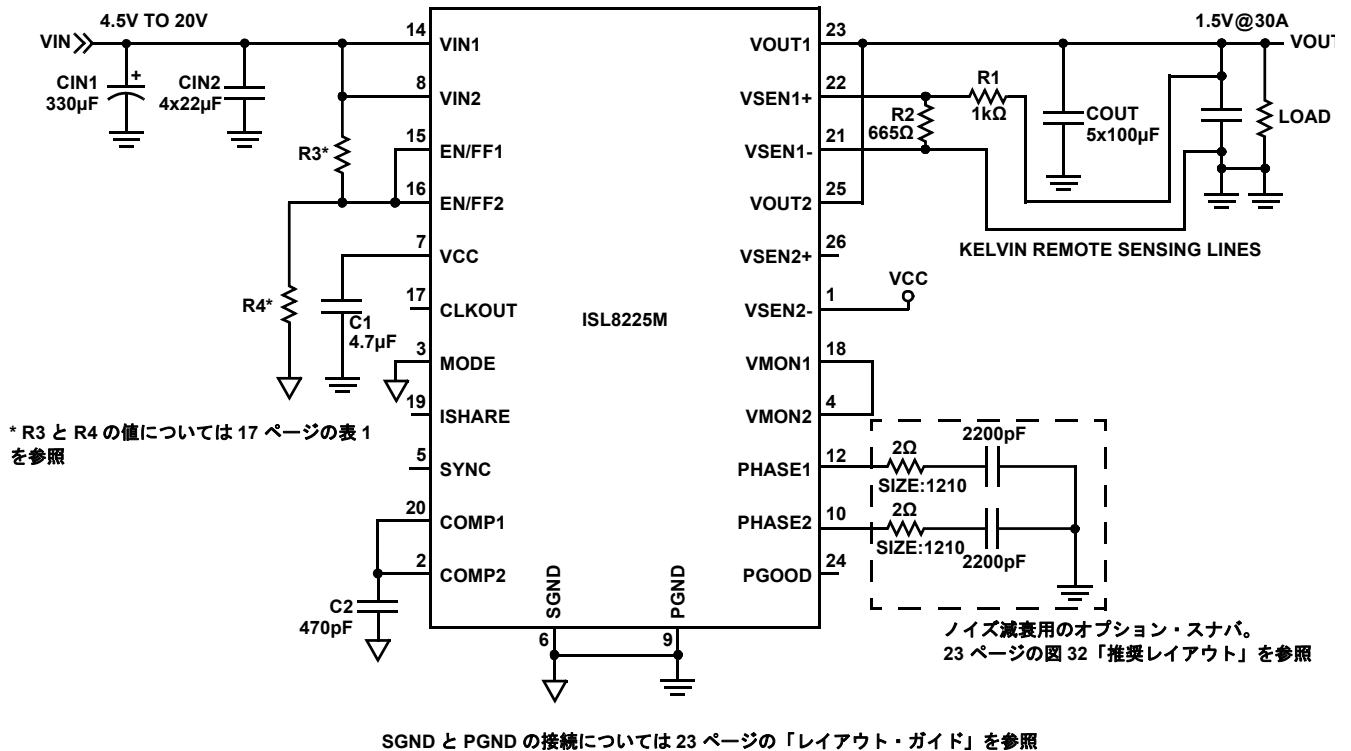 4.5V TO 20V
VIN
CIN1
330µF
+
CIN2
4x22µF
R3*
R4*
C1
4.7µF
* R3 と R4 の値については 17 ページの表 1
を参照
C2
470pF
14
8
15
16
7
17
3
19
5
20
2
VIN1
VIN2
EN/FF1
EN/FF2
VCC
CLKOUT
MODE
ISHARE
SYNC
COMP1
COMP2
ISL8225M
SGND
PGND
6
9
VOUT1
VSEN1+
VSEN1-
VOUT2
VSEN2+
VSEN2-
VMON1
VMON2
PHASE1
PHASE2
PGOOD
23
22
21
25
26
1
18
4
12
10
24
R2
665Ω
R1
1kΩ
COUT
5x100µF
1.5V@30A
VOUT
LOAD
KELVIN REMOTE SENSING LINES
VCC
2200pF
2Ω
SIZE:1210
2Ω
SIZE:1210
2200pF
ノイズ減衰用のオプション・スナバ。
23 ページの図 32「推奨レイアウト」を参照
SGND と PGND の接続については 23 ページの「レイアウト・ガイド」を参照